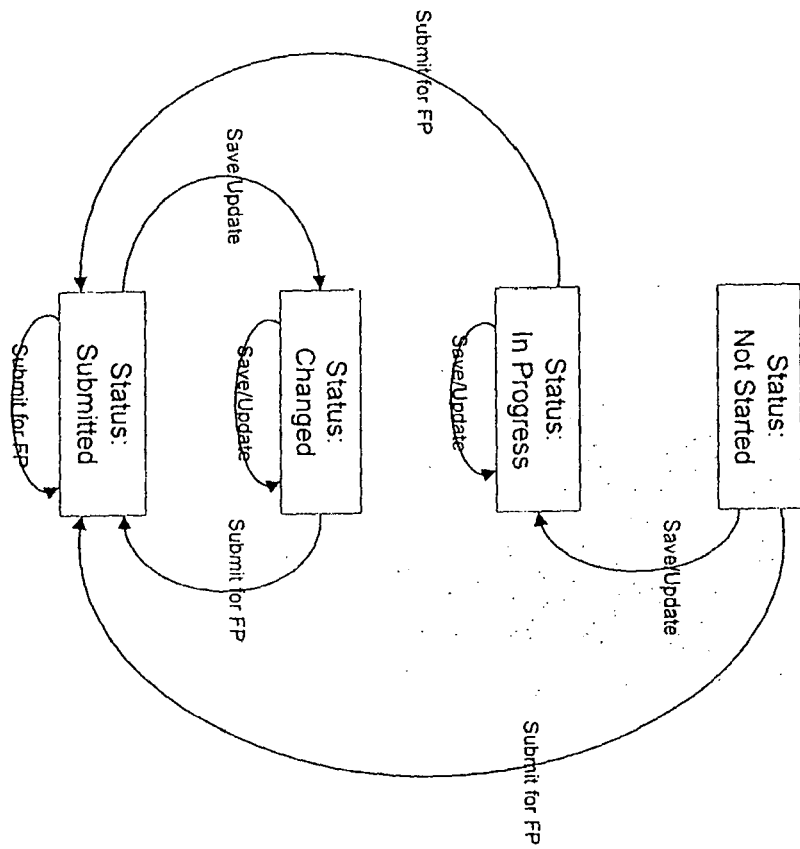 Status:
Not Started
Save/Update
Submit for FP
Status:
In Progress
Save/Update
Submit for FP
Status:
Changed
Save/Update
Submit for FP
Save/Update
Status:
Submitted
Submit for FP